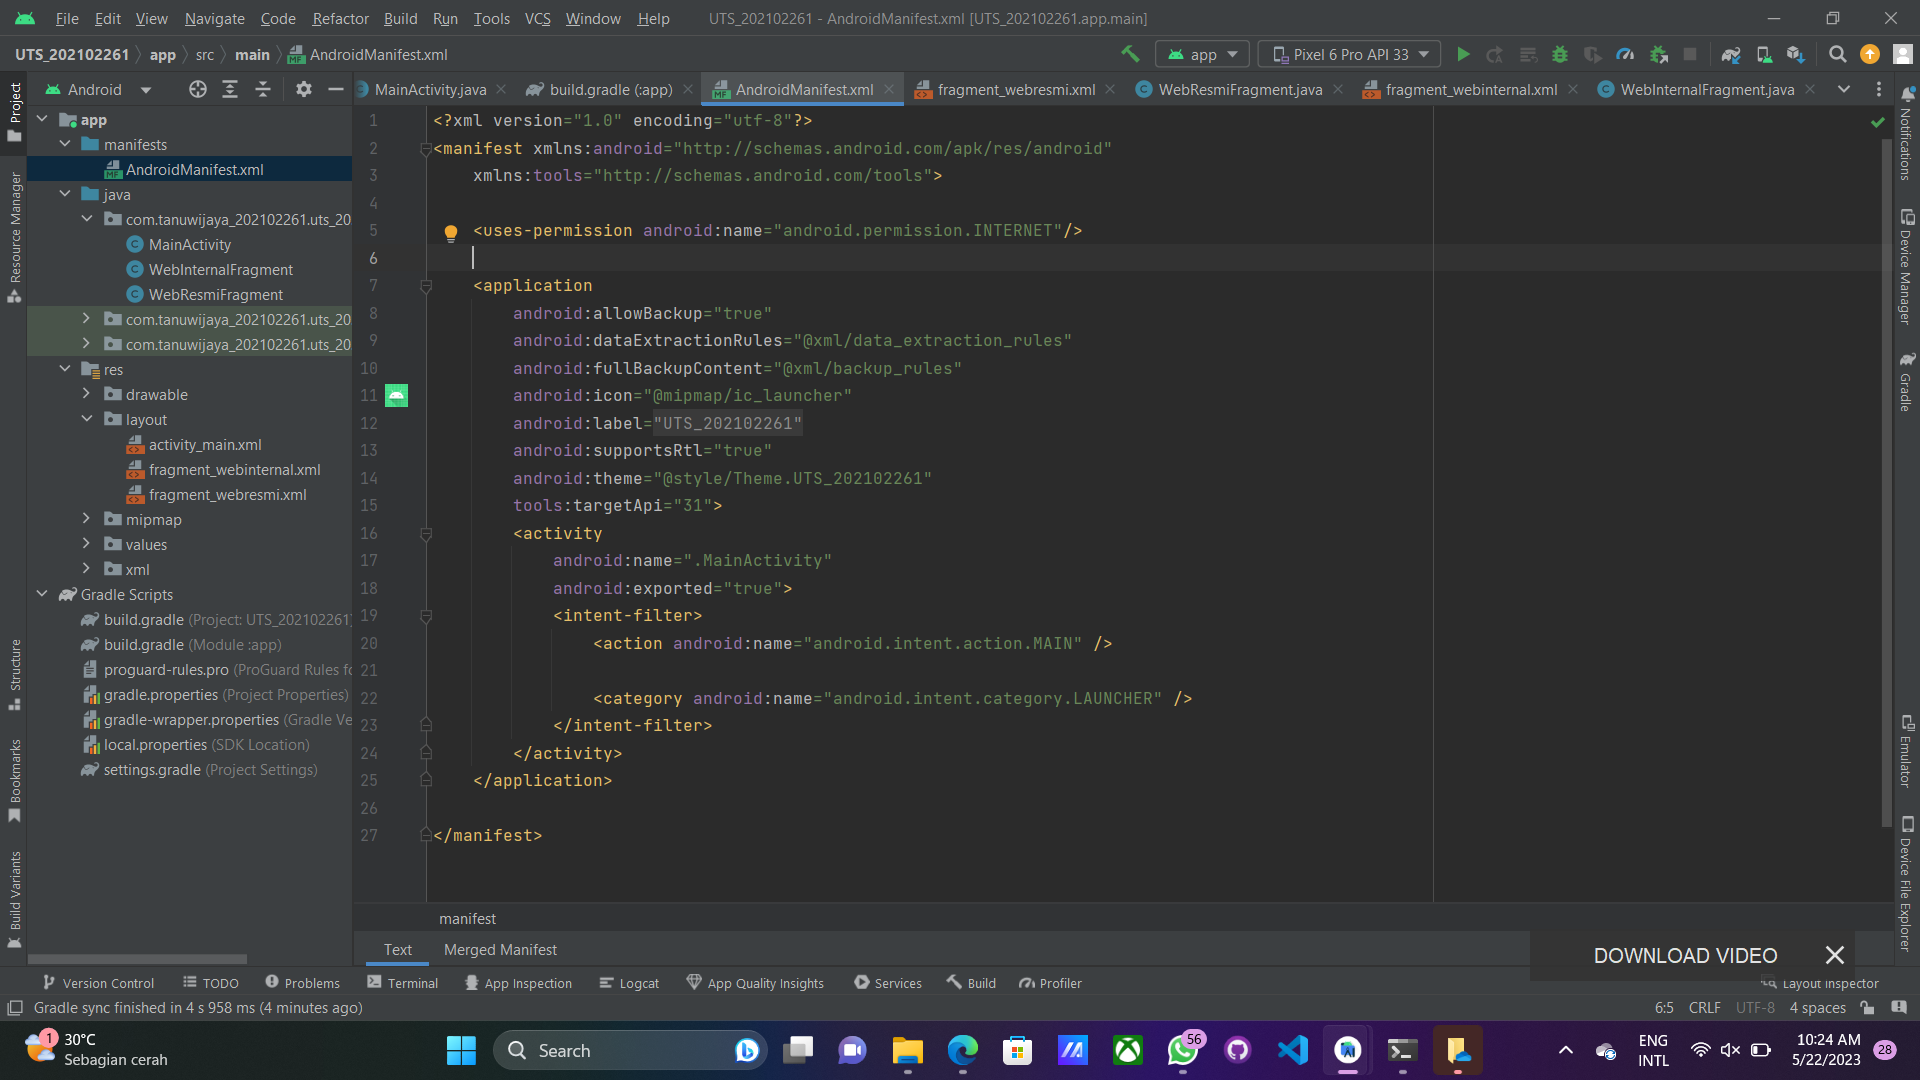 File Edit View Navigate Code Refactor Build Run Tools VCS Window Help UTS_202102261 - AndroidManifest.xml [UTS_202102261.app.main]
UTS_202102261 app src main AndroidManifest.xml app Pixel 6 Pro API 33
Android MainActivity.java build.gradle (:app) AndroidManifest.xml fragment_webresmi.xml WebResmiFragment.java fragment_webinternal.xml WebInternalFragment.java
Project
Resource Manager
Structure
Bookmarks
Build Variants
app
manifests
AndroidManifest.xml
java
com.tanuwijaya_202102261.uts_20
MainActivity
WebInternalFragment
WebResmiFragment
com.tanuwijaya_202102261.uts_20
com.tanuwijaya_202102261.uts_20
res
drawable
layout
activity_main.xml
fragment_webinternal.xml
fragment_webresmi.xml
mipmap
values
xml
Gradle Scripts
build.gradle (Project: UTS_202102261)
build.gradle (Module :app)
proguard-rules.pro (ProGuard Rules fo
gradle.properties (Project Properties)
gradle-wrapper.properties (Gradle Ve
local.properties (SDK Location)
settings.gradle (Project Settings)
1 <?xml version="1.0" encoding="utf-8"?>
2 <manifest xmlns:android="http://schemas.android.com/apk/res/android"
3 xmlns:tools="http://schemas.android.com/tools">
4
5 <uses-permission android:name="android.permission.INTERNET"/>
6
7 <application
8 android:allowBackup="true"
9 android:dataExtractionRules="@xml/data_extraction_rules"
10 android:fullBackupContent="@xml/backup_rules"
11 android:icon="@mipmap/ic_launcher"
12 android:label="UTS_202102261"
13 android:supportsRtl="true"
14 android:theme="@style/Theme.UTS_202102261"
15 tools:targetApi="31">
16 <activity
17 android:name=".MainActivity"
18 android:exported="true">
19 <intent-filter>
20 <action android:name="android.intent.action.MAIN" />
21
22 <category android:name="android.intent.category.LAUNCHER" />
23 </intent-filter>
24 </activity>
25 </application>
26
27 </manifest>
Notifications
Device Manager
Gradle
Emulator
Device File Explorer
manifest
Text Merged Manifest
DOWNLOAD VIDEO
Version Control TODO Problems Terminal App Inspection Logcat App Quality Insights Services Build Profiler Layout Inspector
Gradle sync finished in 4 s 958 ms (4 minutes ago) 6:5 CRLF UTF-8 4 spaces
1 30°C
Sebagian cerah
Search
56
ENG
INTL
10:24 AM
5/22/2023
28